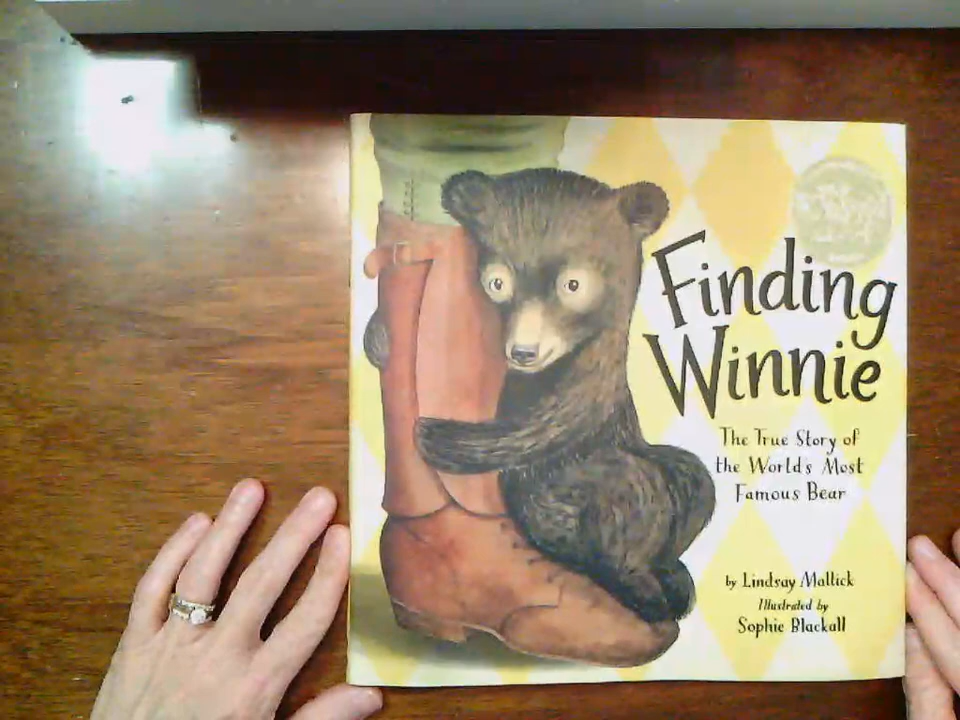 Finding
Winnie
The True Story of
the World's Most
Famous Bear
by Lindsay Mattick
Illustrated by
Sophie Blackall